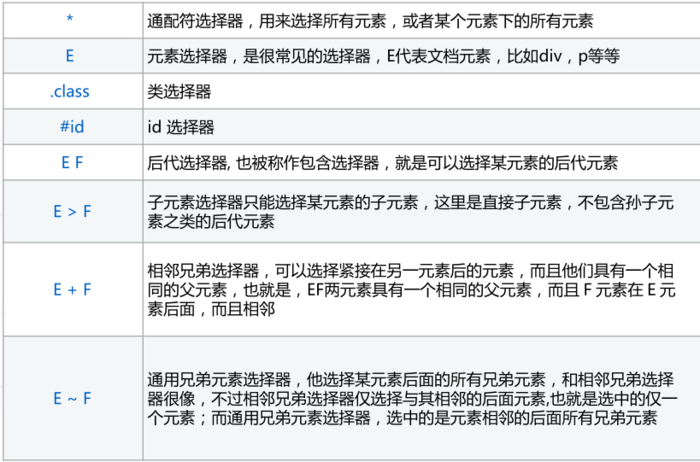 *
通配符选择器，用来选择所有元素，或者某个元素下的所有元素
E
元素选择器，是很常见的选择器，E代表文档元素，比如div，p等等
.class
类选择器
#id
id 选择器
E F
后代选择器, 也被称作包含选择器，就是可以选择某元素的后代元素
E > F
子元素选择器只能选择某元素的子元素，这里是直接子元素，不包含孙子元
素之类的后代元素
E + F
相邻兄弟选择器，可以选择紧接在另一元素后的元素，而且他们具有一个相
同的父元素，也就是，EF两元素具有一个相同的父元素，而且 F 元素在 E 元
素后面，而且相邻
E ~ F
通用兄弟元素选择器，他选择某元素后面的所有兄弟元素，和相邻兄弟选择
器很像，不过相邻兄弟选择器仅选择与其相邻的后面元素,也就是选中的仅一
个元素；而通用兄弟元素选择器，选中的是元素相邻的后面所有兄弟元素